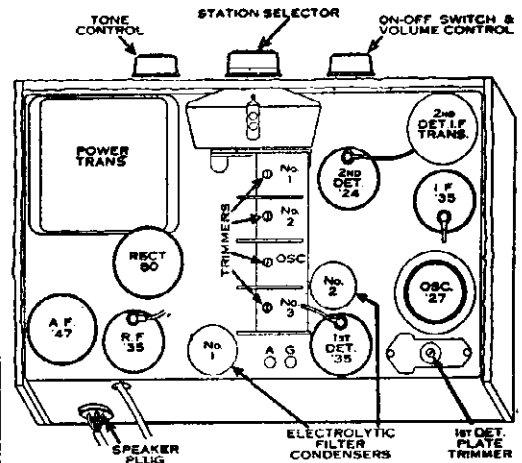 TONE
CONTROL
STATION SELECTOR
ON-OFF SWITCH &
VOLUME CONTROL
POWER
TRANS
2ND
DET. I.F
TRANS.
2ND
DET.
'24
I.F
'35
TRIMMERS
No.
1
No.
2
OSC
No.
3
RECT
80
No.
2
OSC.
'27
A.F.
'47
R.F
'35
No.
1
A G
1ST
DET.
'35
SPEAKER
PLUG
ELECTROLYTIC
FILTER
CONDENSERS
1ST DET.
PLATE
TRIMMER